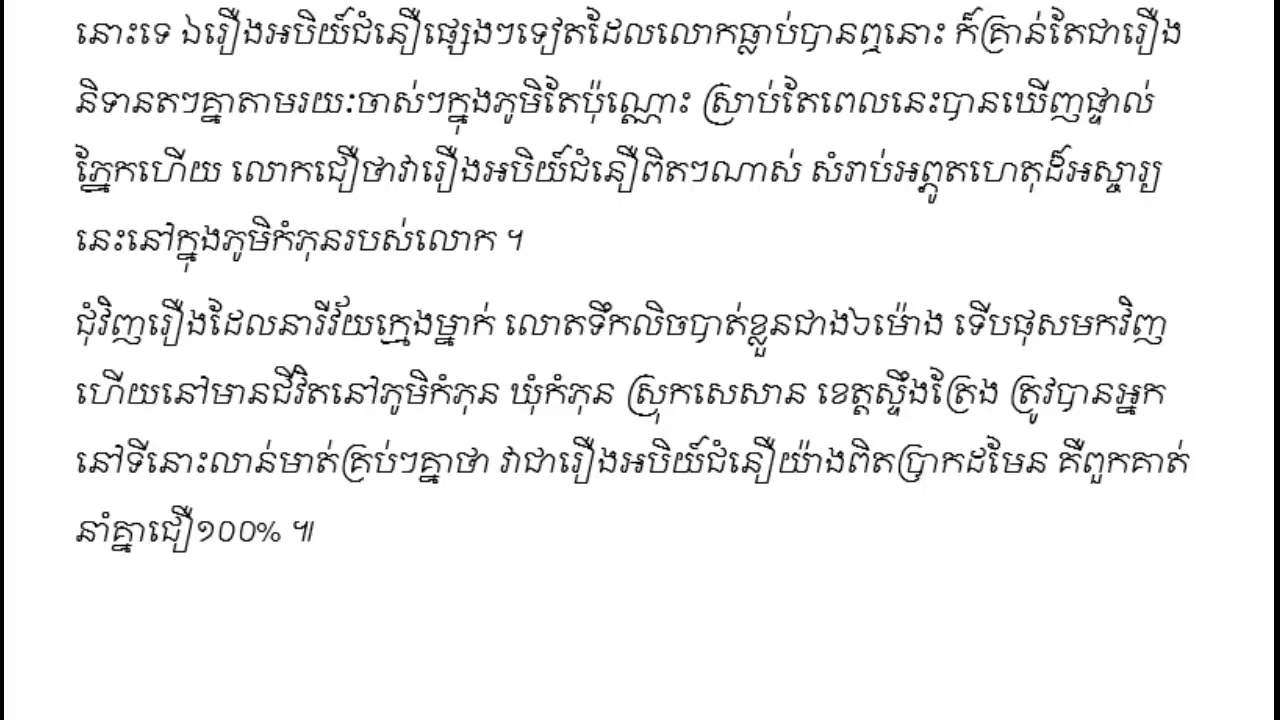 នោះទេ ឯរឿងអបិយ៍ជំនឿផ្សេងៗទៀតដែលលោកធ្លាប់បានឮនោះ ក៏គ្រាន់តែជារឿង
និទានតៗគ្នាតាមរយៈចាស់ៗក្នុងភូមិតែប៉ុណ្ណោះ ស្រាប់តែពេលនេះបានឃើញផ្ទាល់
ភ្នែកហើយ លោកជឿថាវារឿងអបិយ៍ជំនឿពិតៗណាស់ សំរាប់អព្ភូតហេតុដ៏អស្ចារ្យ
នេះនៅក្នុងភូមិកំភុនរបស់លោក ។
ជុំវិញរឿងដែលនារីវ័យក្មេងម្នាក់ លោតទឹកលិចបាត់ខ្លួនជាង៦ម៉ោង ទើបផុសមកវិញ
ហើយនៅមានជីវិតនៅភូមិកំភុន ឃុំកំភុន ស្រុកសេសាន ខេត្តស្ទឹងត្រែង ត្រូវបានអ្នក
នៅទីនោះលាន់មាត់គ្រប់ៗគ្នាថា វាជារឿងអបិយ៍ជំនឿយ៉ាងពិតប្រាកដមែន គឺពួកគាត់
នាំគ្នាជឿ១០០% ៕